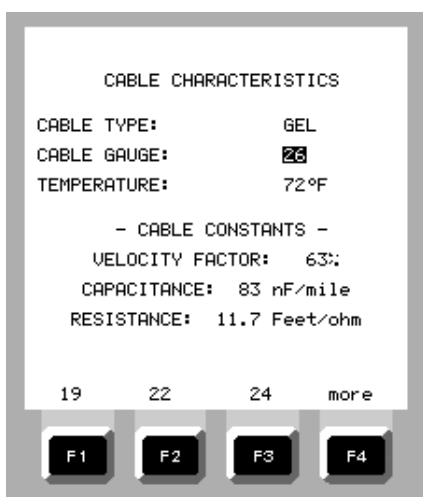 CABLE CHARACTERISTICS
CABLE TYPE: GEL
CABLE GAUGE: 26
TEMPERATURE: 72°F
- CABLE CONSTANTS -
VELOCITY FACTOR: 63%
CAPACITANCE: 83 nF/mile
RESISTANCE: 11.7 Feet/ohm
19 22 24 more
F1 F2 F3 F4